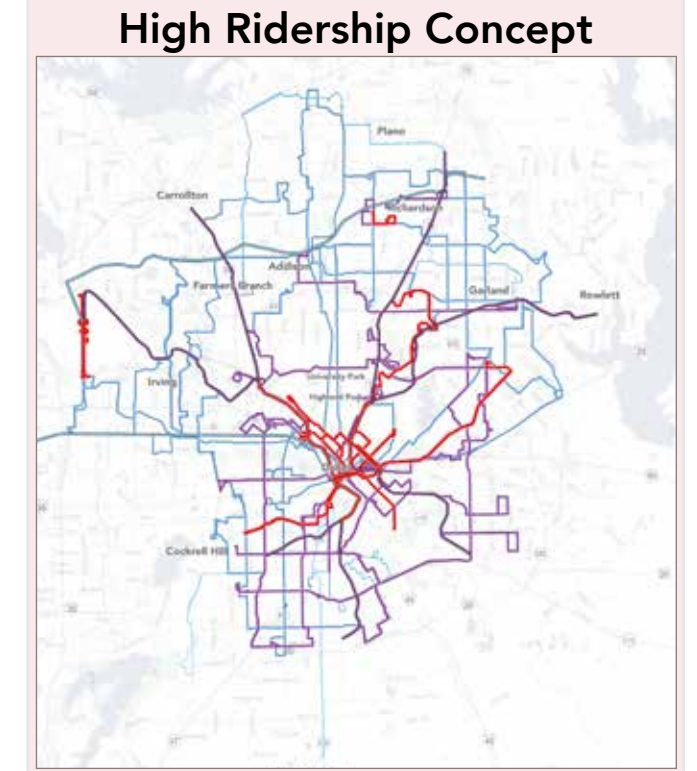 High Ridership Concept
Plano
Carrollton
Richardson
Addison
Farmers Branch
Garland
Rowlett
Irving
University Park
Highland Park
Cockrell Hill